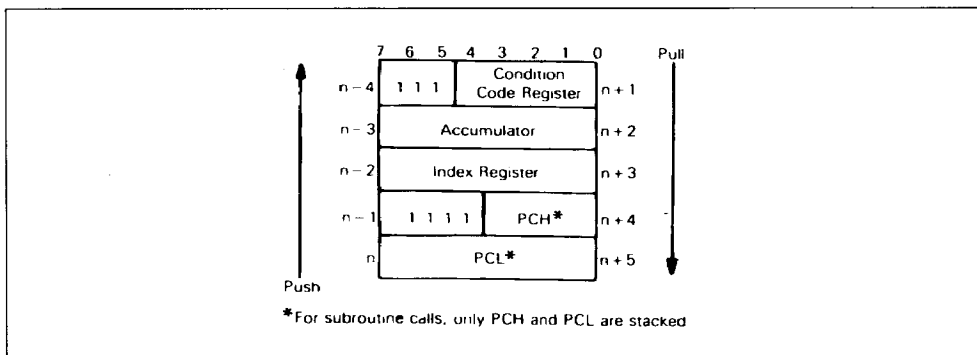 7 6 5 4 3 2 1 0
Pull
n - 4 1 1 1 Condition
Code Register n + 1
n - 3 Accumulator n + 2
n - 2 Index Register n + 3
n - 1 1 1 1 1 PCH* n + 4
n PCL* n + 5
Push
*For subroutine calls, only PCH and PCL are stacked